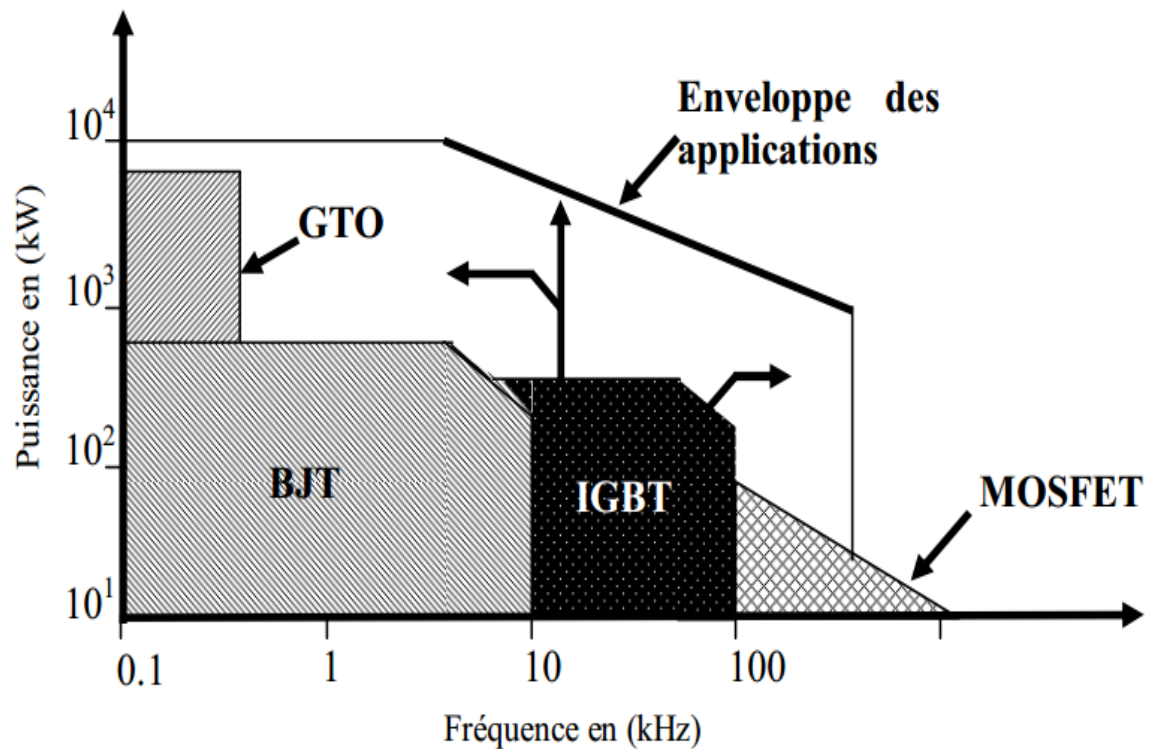 Enveloppe des
applications
10^4
GTO
10^3
Puissance en (kW)
10^2
BJT
IGBT
MOSFET
10^1
0.1
1
10
100
Fréquence en (kHz)